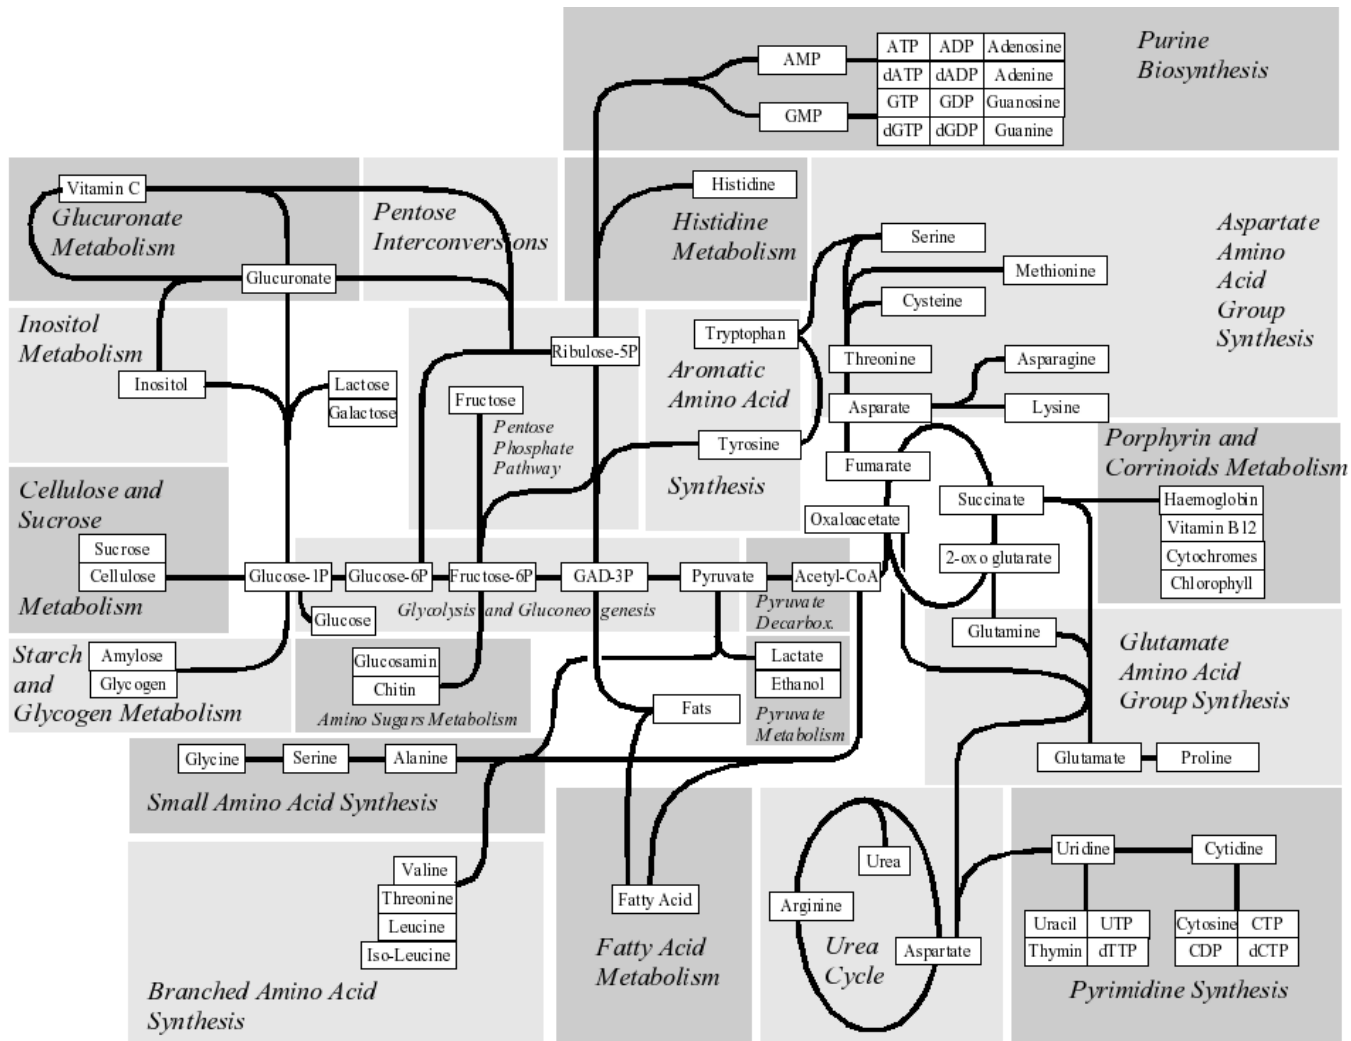 Purine
Biosynthesis
AMP
ATP ADP Adenosine
dATP dADP Adenine
GMP
GTP GDP Guanosine
dGTP dGDP Guanine
Vitamin C
Glucuronate
Metabolism
Glucuronate
Pentose
Interconversions
Histidine
Histidine
Metabolism
Aspartate
Amino
Acid
Group
Synthesis
Serine
Methionine
Cysteine
Threonine
Asparagine
Asparate
Lysine
Fumarate
Inositol
Metabolism
Inositol
Lactose
Galactose
Ribulose-5P
Fructose
Pentose
Phosphate
Pathway
Tryptophan
Aromatic
Amino Acid
Tyrosine
Synthesis
Porphyrin and
Corrinoids Metabolism
Succinate
Haemoglobin
Vitamin B12
Cytochromes
Chlorophyll
Oxaloacetate
2-oxo glutarate
Cellulose and
Sucrose
Sucrose
Cellulose
Metabolism
Glucose-1P
Glucose-6P
Fructose-6P
GAD-3P
Pyruvate
Acetyl-CoA
Glucose
Glycolysis and Gluconeogenesis
Pyruvate
Decarbox.
Glutamine
Glutamate
Amino Acid
Group Synthesis
Glutamate
Proline
Starch
and
Glycogen Metabolism
Amylose
Glycogen
Glucosamin
Chitin
Amino Sugars Metabolism
Lactate
Ethanol
Pyruvate
Metabolism
Fats
Glycine
Serine
Alanine
Small Amino Acid Synthesis
Valine
Threonine
Leucine
Iso-Leucine
Branched Amino Acid
Synthesis
Fatty Acid
Fatty Acid
Metabolism
Urea
Arginine
Aspartate
Urea
Cycle
Uridine
Cytidine
Uracil UTP
Thymin dTTP
Cytosine CTP
CDP dCTP
Pyrimidine Synthesis